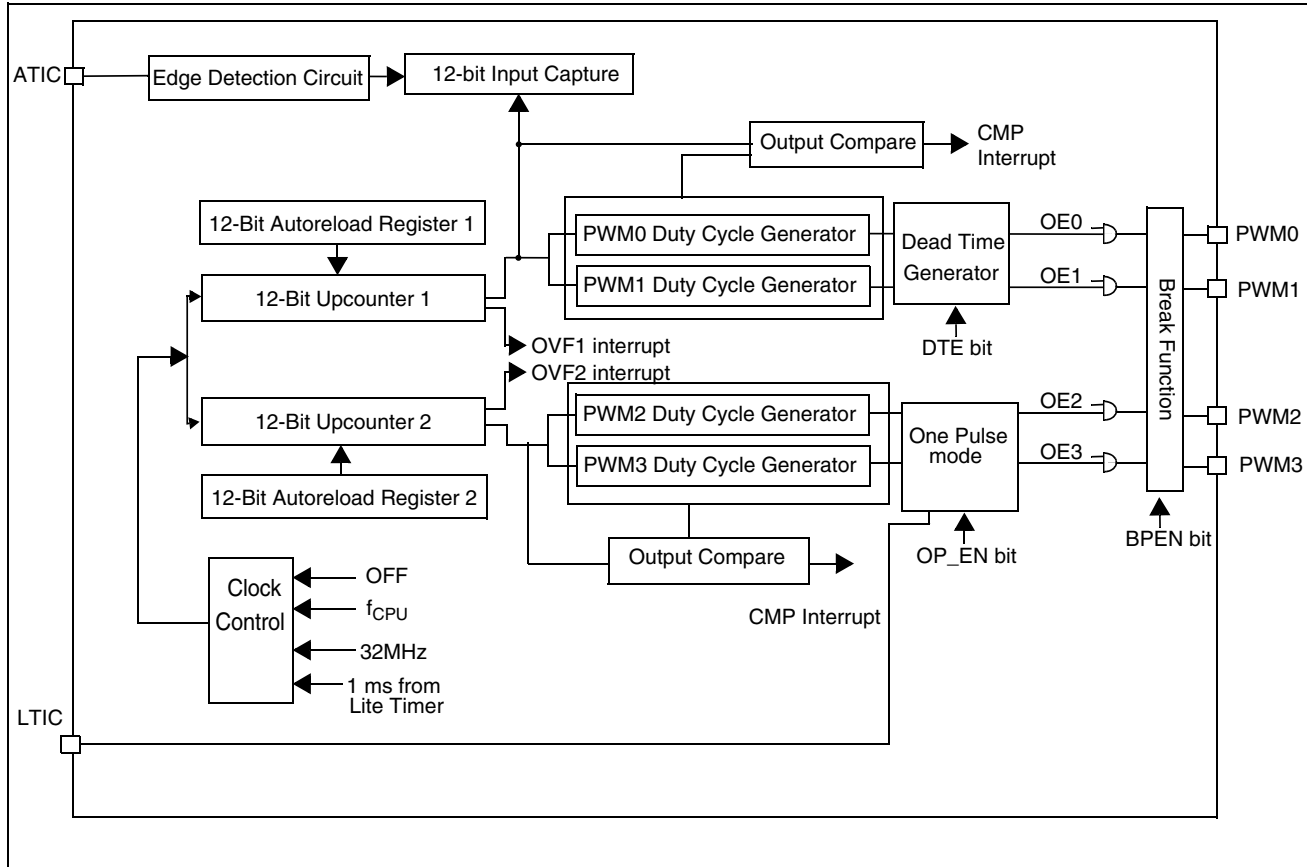 ATIC
Edge Detection Circuit
12-bit Input Capture
Output Compare
CMP
Interrupt
12-Bit Autoreload Register 1
PWM0 Duty Cycle Generator
PWM1 Duty Cycle Generator
Dead Time
Generator
OE0
OE1
PWM0
PWM1
12-Bit Upcounter 1
OVF1 interrupt
DTE bit
Break Function
OVF2 interrupt
12-Bit Upcounter 2
PWM2 Duty Cycle Generator
PWM3 Duty Cycle Generator
One Pulse
mode
OE2
OE3
PWM2
PWM3
12-Bit Autoreload Register 2
Output Compare
OP_EN bit
BPEN bit
CMP Interrupt
Clock
Control
OFF
fCPU
32MHz
1 ms from
Lite Timer
LTIC